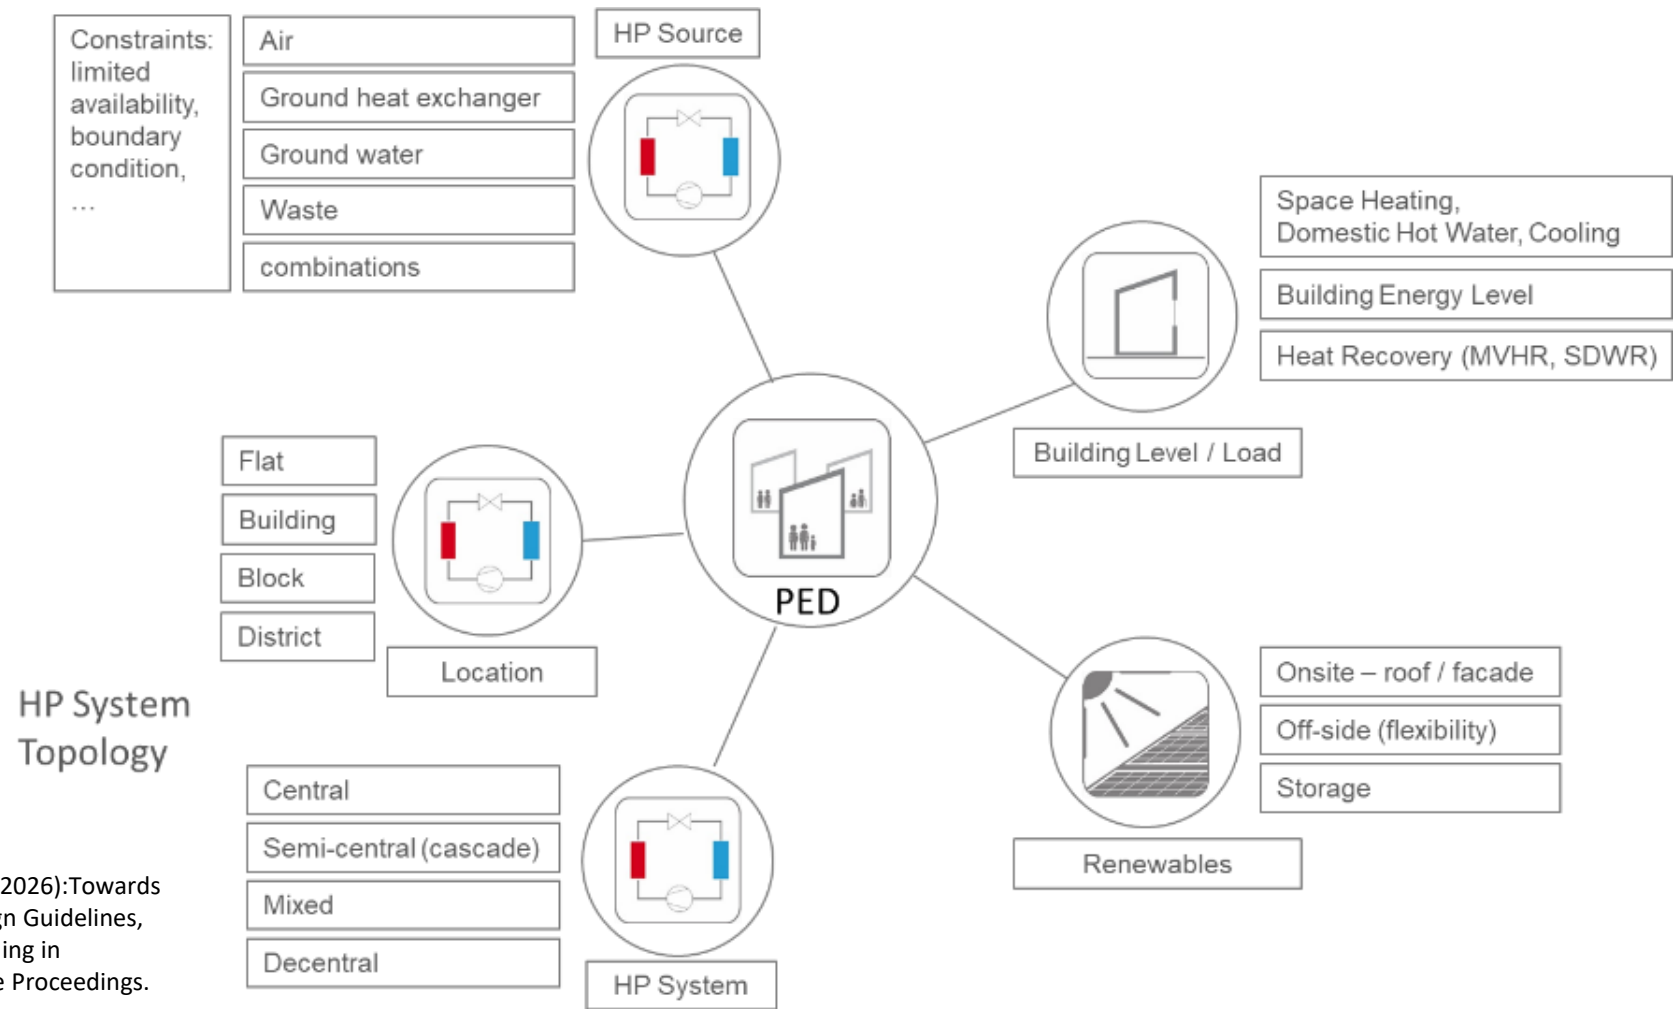 Constraints:
limited
availability,
boundary
condition,
...
Air
Ground heat exchanger
Ground water
Waste
combinations
HP Source
Space Heating,
Domestic Hot Water, Cooling
Building Energy Level
Heat Recovery (MVHR, SDWR)
Building Level / Load
Flat
Building
Block
District
Location
PED
HP System
Topology
Onsite – roof / facade
Off-side (flexibility)
Storage
Renewables
Central
Semi-central (cascade)
Mixed
Decentral
HP System
2026):Towards
Guidelines,
in
Proceedings.